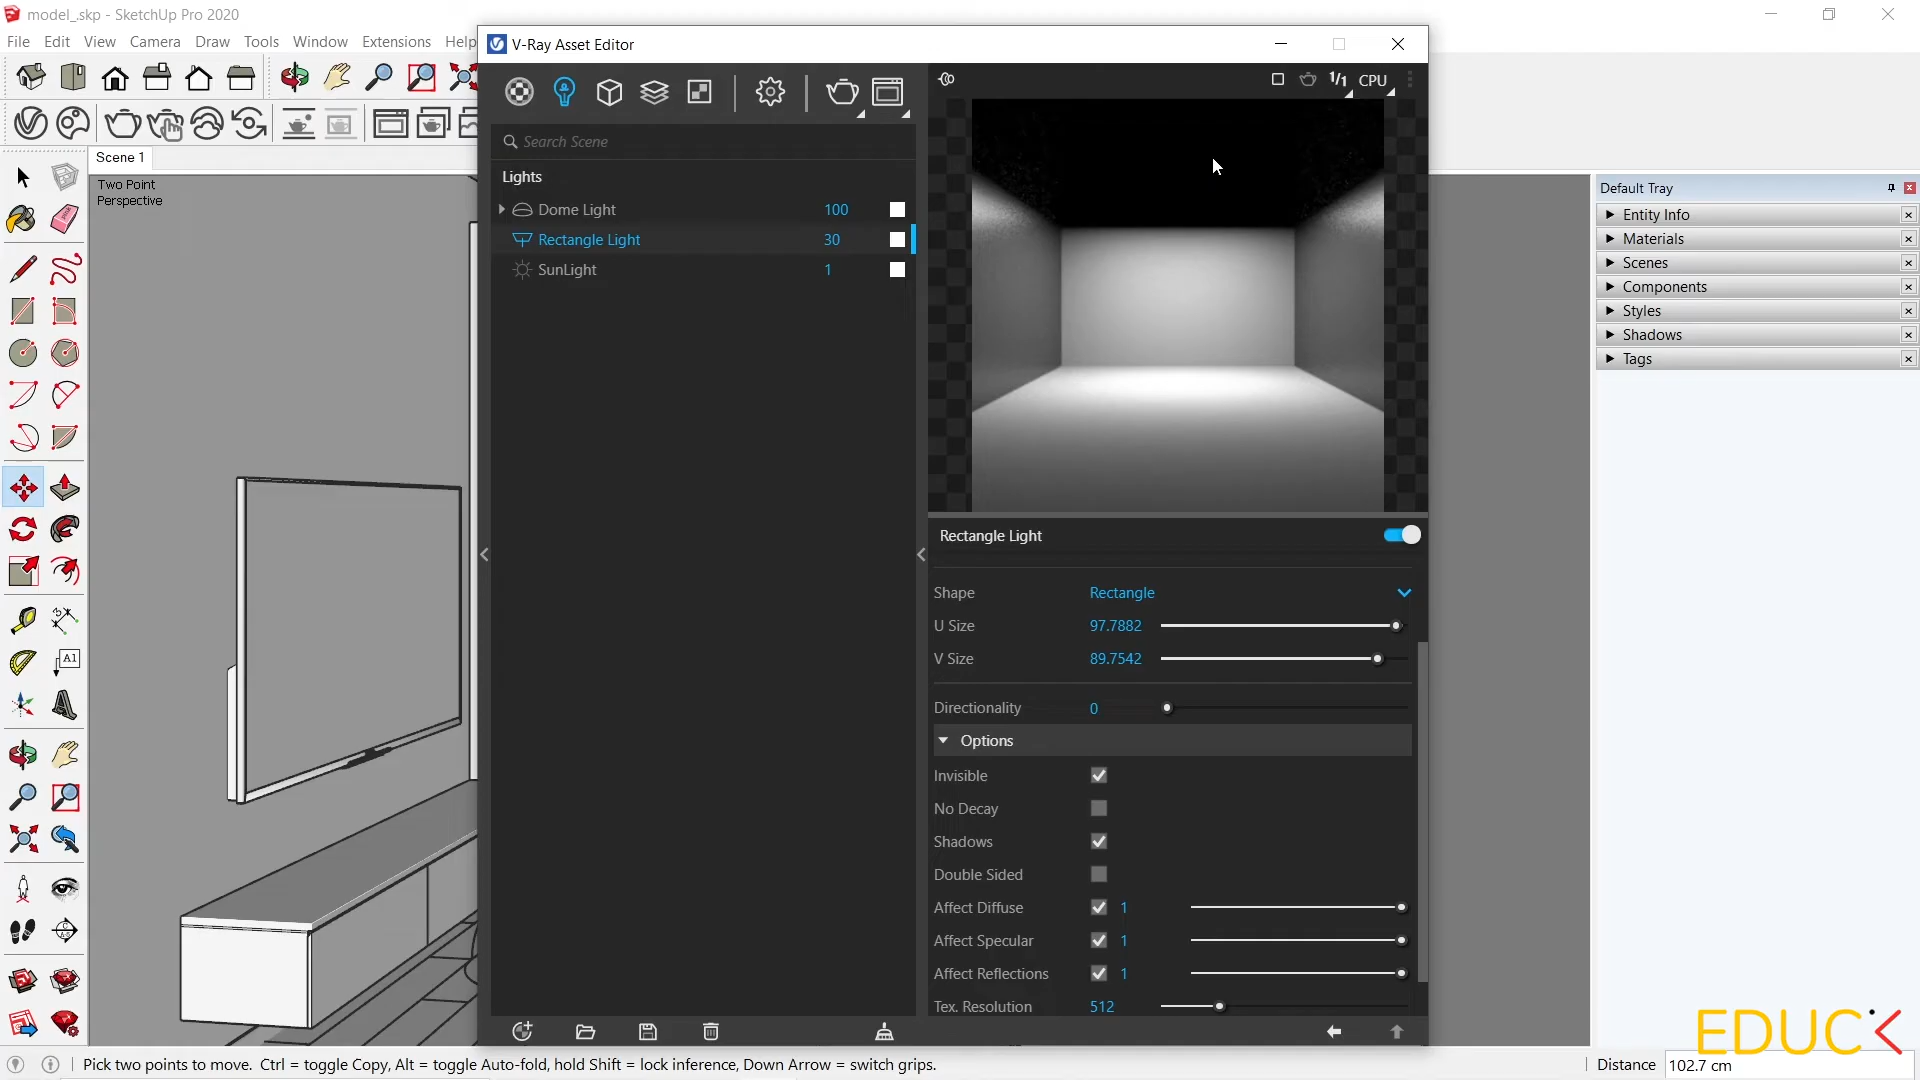 model_.skp - SketchUp Pro 2020
File Edit View Camera Draw Tools Window Extensions Help
V-Ray Asset Editor
1/1 CPU
Search Scene
Scene 1
Lights
Two Point
Perspective
Dome Light 100
Rectangle Light 30
SunLight 1
Default Tray
Entity Info
Materials
Scenes
Components
Styles
Shadows
Tags
Rectangle Light
Shape Rectangle
U Size 97.7882
V Size 89.7542
Directionality 0
Options
Invisible
No Decay
Shadows
Double Sided
Affect Diffuse 1
Affect Specular 1
Affect Reflections 1
Tex. Resolution 512
A1
EDUC
Pick two points to move. Ctrl = toggle Copy, Alt = toggle Auto-fold, hold Shift = lock inference, Down Arrow = switch grips.
Distance 102.7 cm